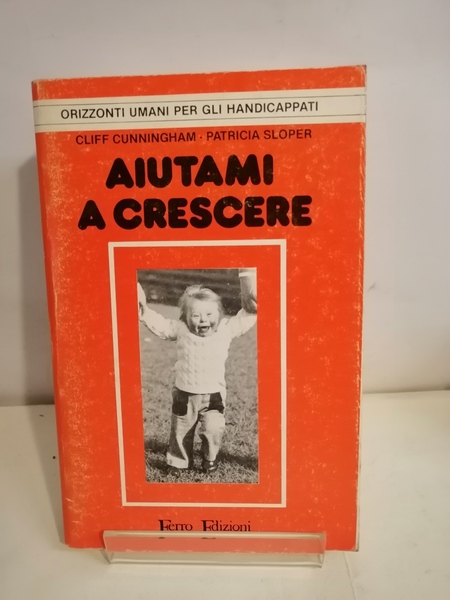 ORIZZONTI UMANI PER GLI HANDICAPPATI
CLIFF CUNNINGHAM • PATRICIA SLOPER
AIUTAMI
A CRESCERE
Ferro Edizioni